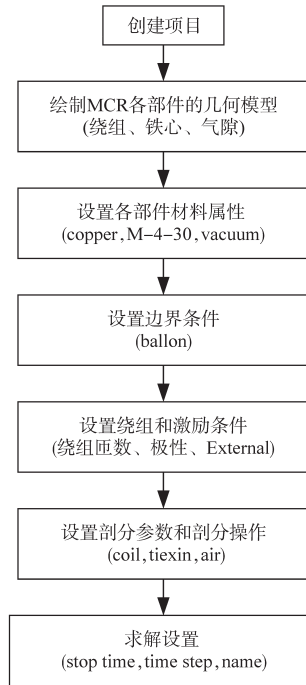 创建项目
绘制MCR各部件的几何模型
(绕组、铁心、气隙)
设置各部件材料属性
(copper,M-4-30,vacuum)
设置边界条件
(ballon)
设置绕组和激励条件
(绕组匝数、极性、External)
设置剖分参数和剖分操作
(coil,tiexin,air)
求解设置
(stop time,time step,name)